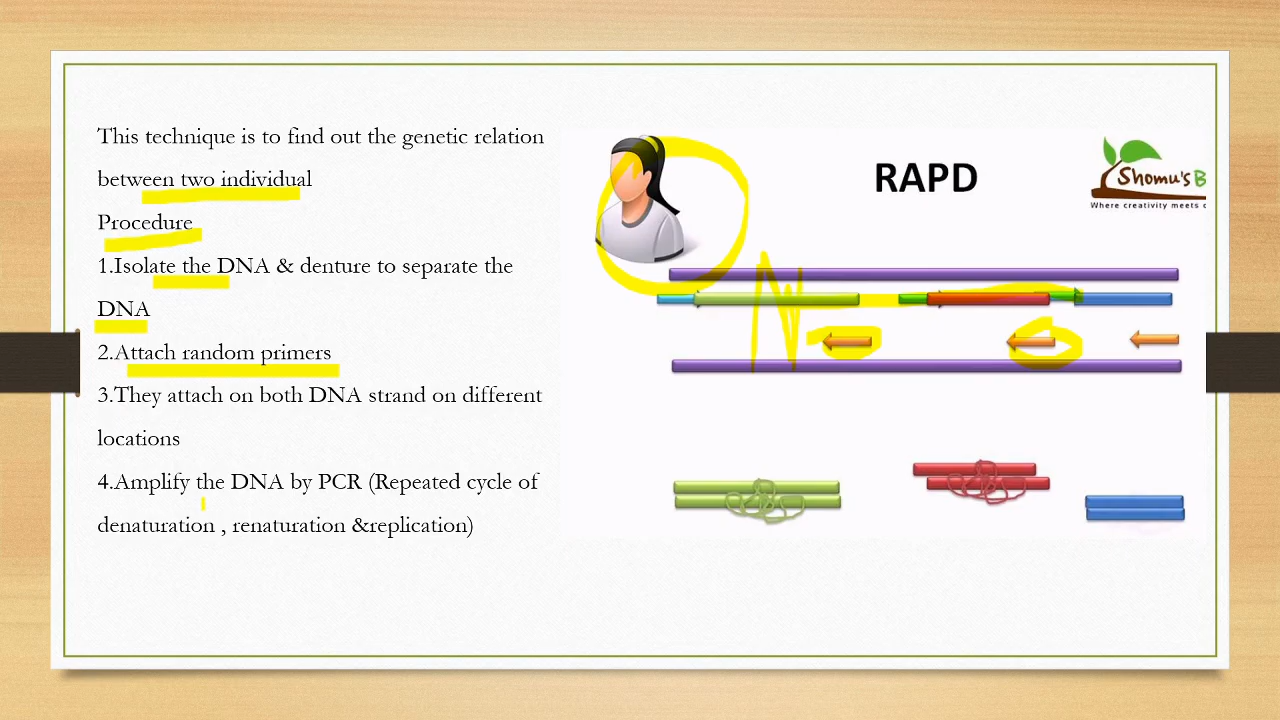 This technique is to find out the genetic relation
between two individual
Procedure
1.Isolate the DNA & denture to separate the
DNA
2.Attach random primers
3.They attach on both DNA strand on different
locations
4.Amplify the DNA by PCR (Repeated cycle of
denaturation , renaturation &replication)
RAPD
Shomu's B
Where creativity meets